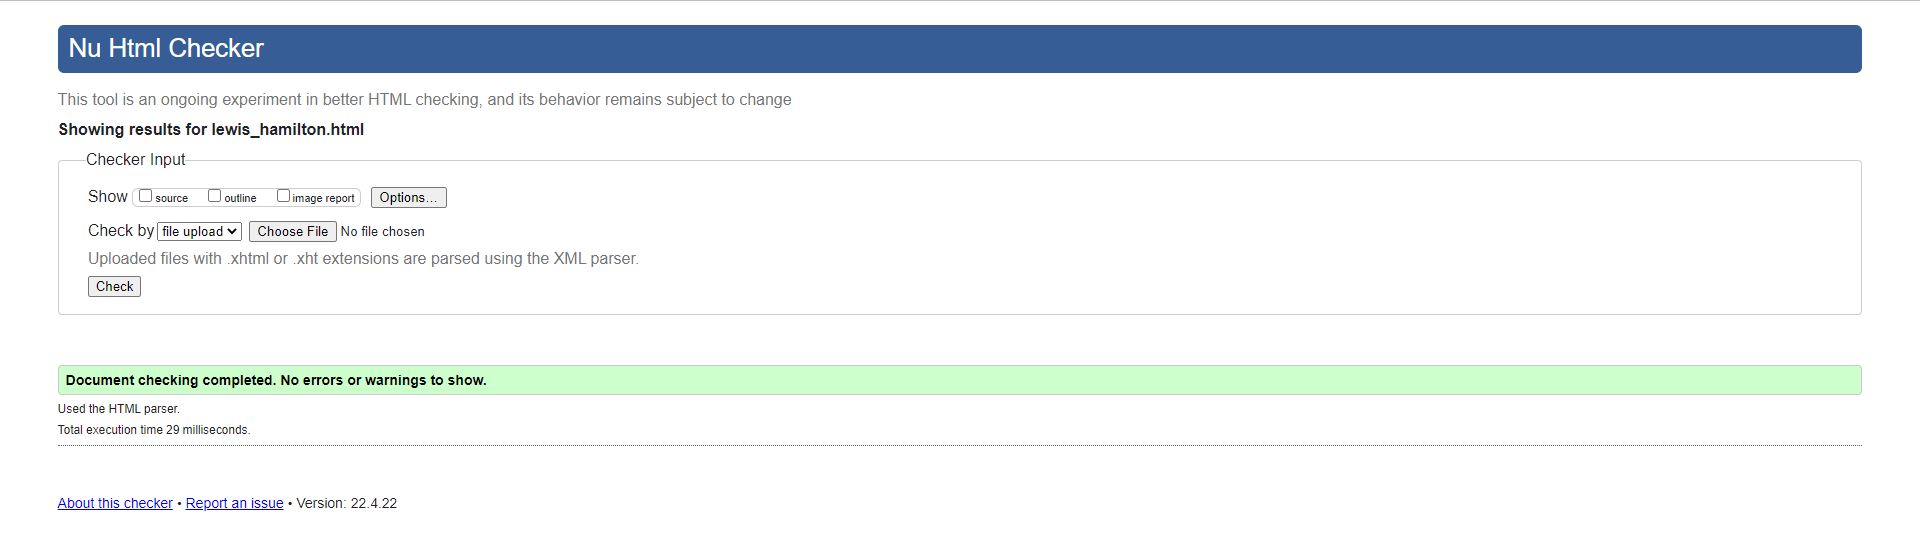 Nu Html Checker
This tool is an ongoing experiment in better HTML checking, and its behavior remains subject to change
Showing results for lewis_hamilton.html
Checker Input
Show source outline image report Options...
Check by file upload Choose File No file chosen
Uploaded files with .xhtml or .xht extensions are parsed using the XML parser.
Check
Document checking completed. No errors or warnings to show.
Used the HTML parser.
Total execution time 29 milliseconds.
About this checker • Report an issue • Version: 22.4.22